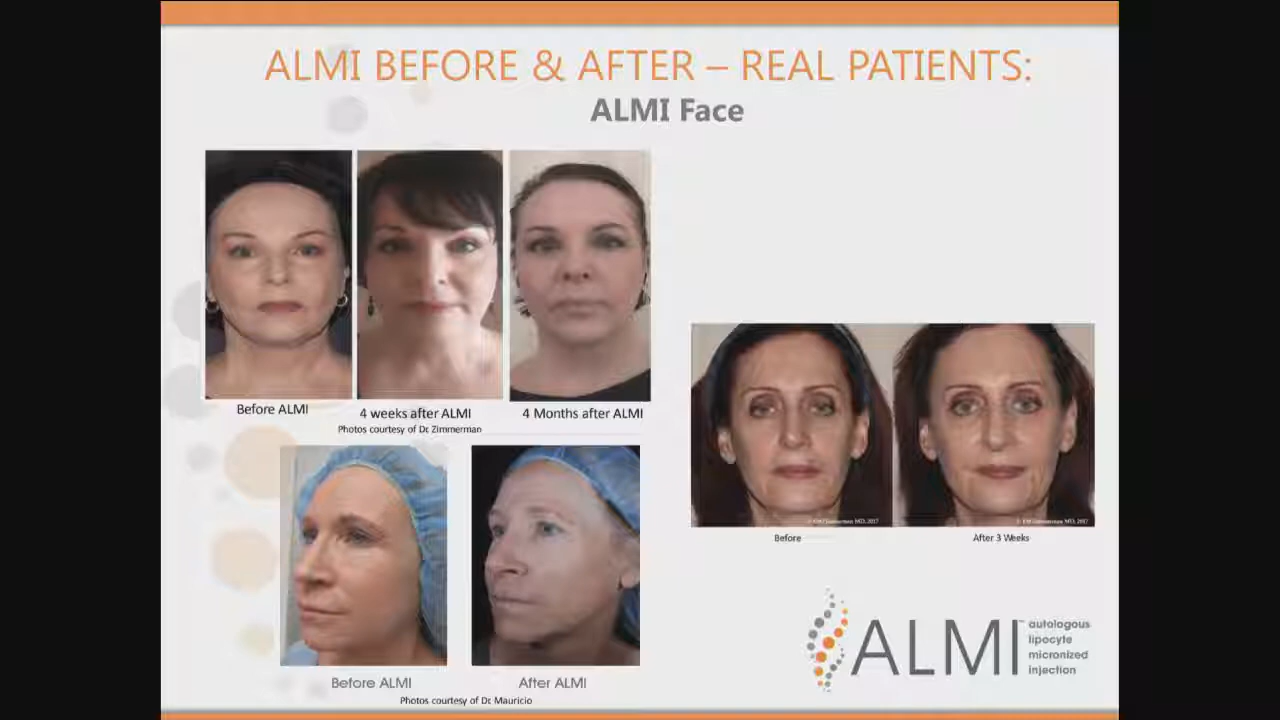 ALMI BEFORE & AFTER – REAL PATIENTS:
ALMI Face
Before ALMI
4 weeks after ALMI
4 Months after ALMI
Photos courtesy of Dr. Zimmerman
Before
After 3 Weeks
Before ALMI
After ALMI
Photos courtesy of Dr. Mauricio
ALMI™
autologous
lipocyte
micronized
injection